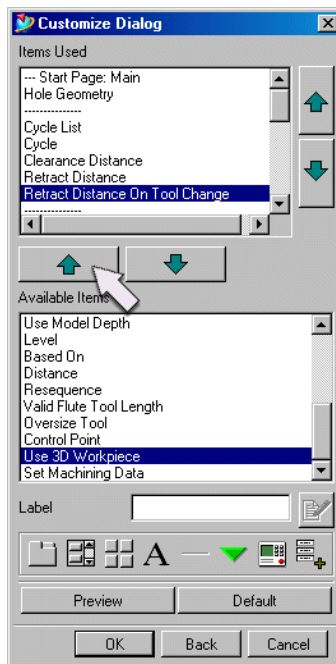 Customize Dialog
Items Used
--- Start Page: Main
Hole Geometry
---------------
Cycle List
Cycle
Clearance Distance
Retract Distance
Retract Distance On Tool Change
---------------
Available Items
Use Model Depth
Level
Based On
Distance
Resequence
Valid Flute Tool Length
Oversize Tool
Control Point
Use 3D Workpiece
Set Machining Data
Label
A
Preview Default
OK Back Cancel